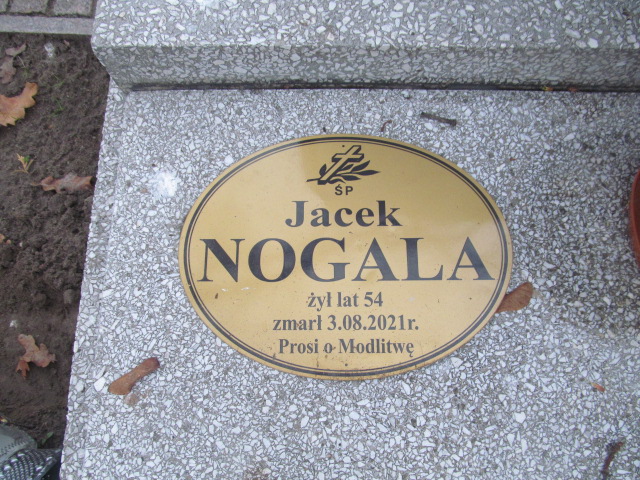 ŚP
Jacek
NOGALA
żył lat 54
zmarł 3.08.2021r.
Prosi o Modlitwę